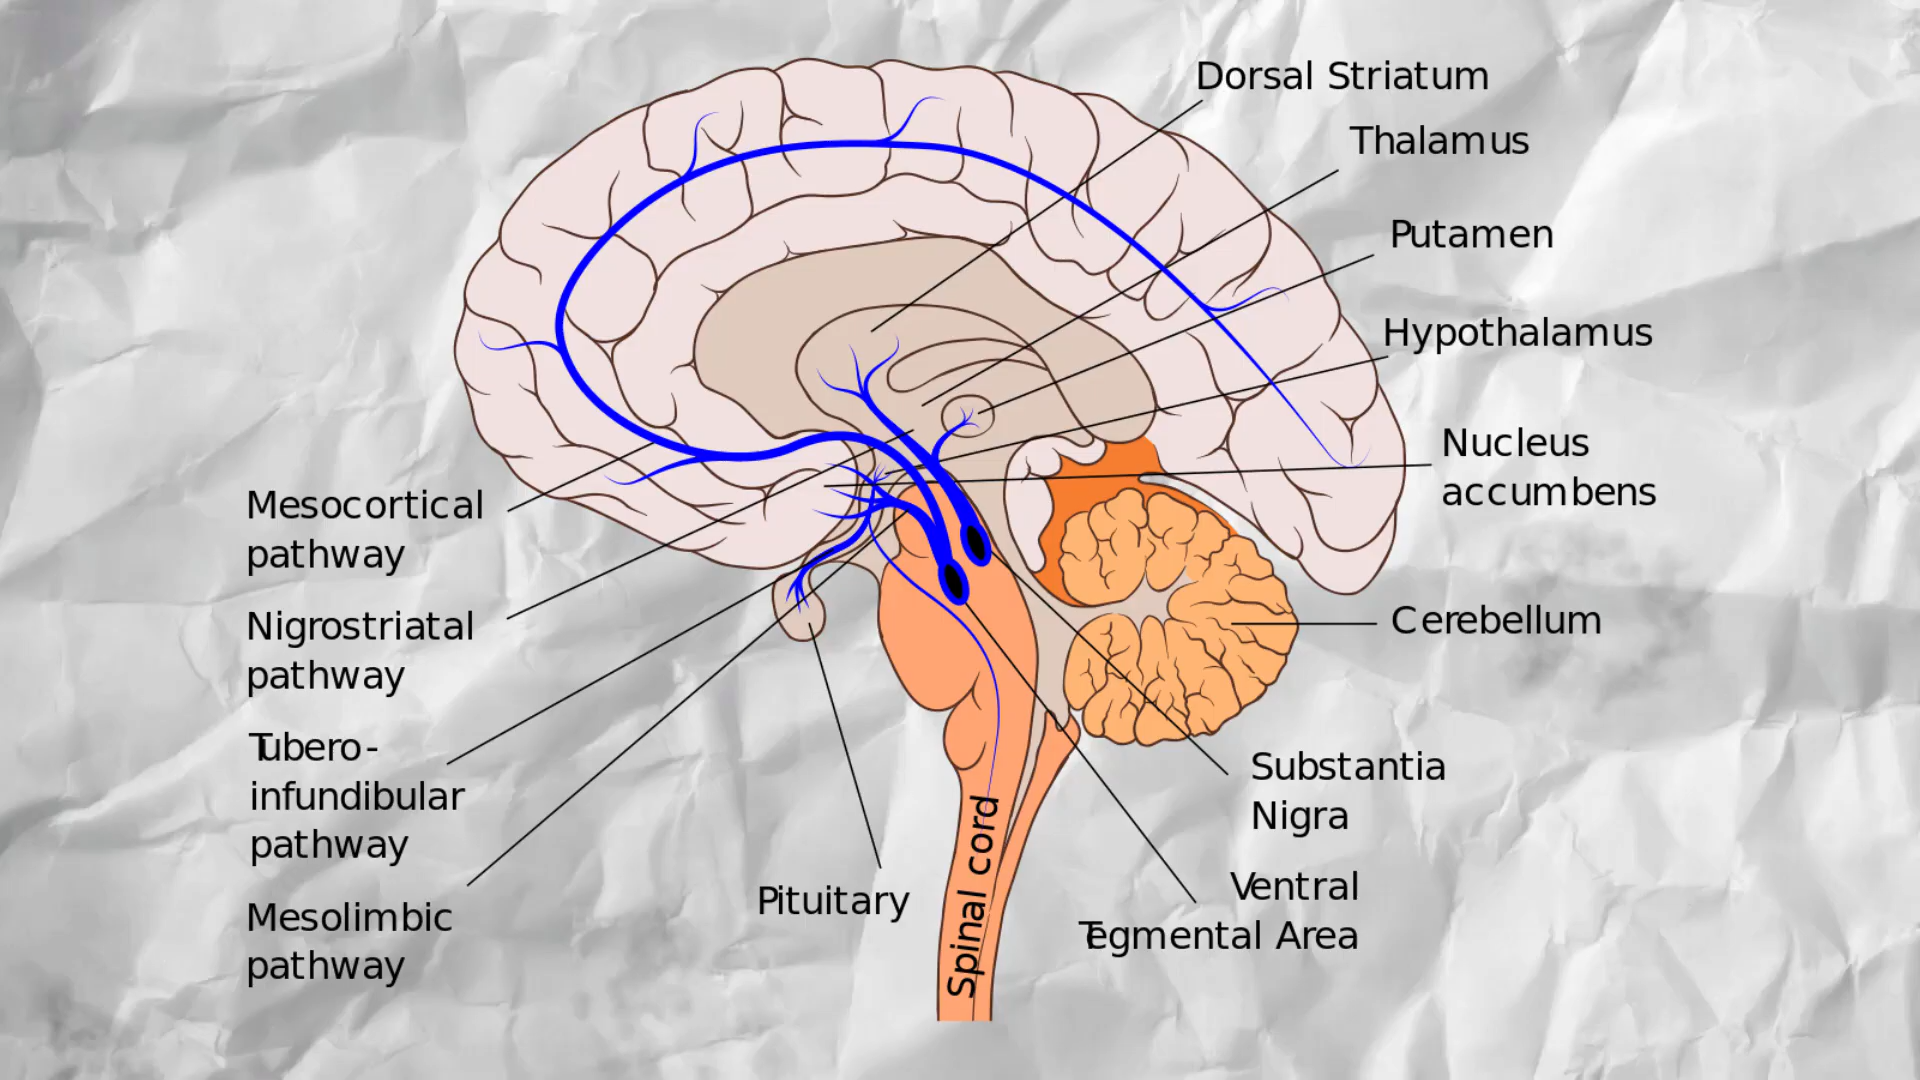 Dorsal Striatum
Thalamus
Putamen
Hypothalamus
Nucleus
accumbens
Mesocortical
pathway
Nigrostriatal
pathway
Cerebellum
Tubero-
infundibular
pathway
Substantia
Nigra
Mesolimbic
pathway
Pituitary
Spinal cord
Ventral
Tegmental Area